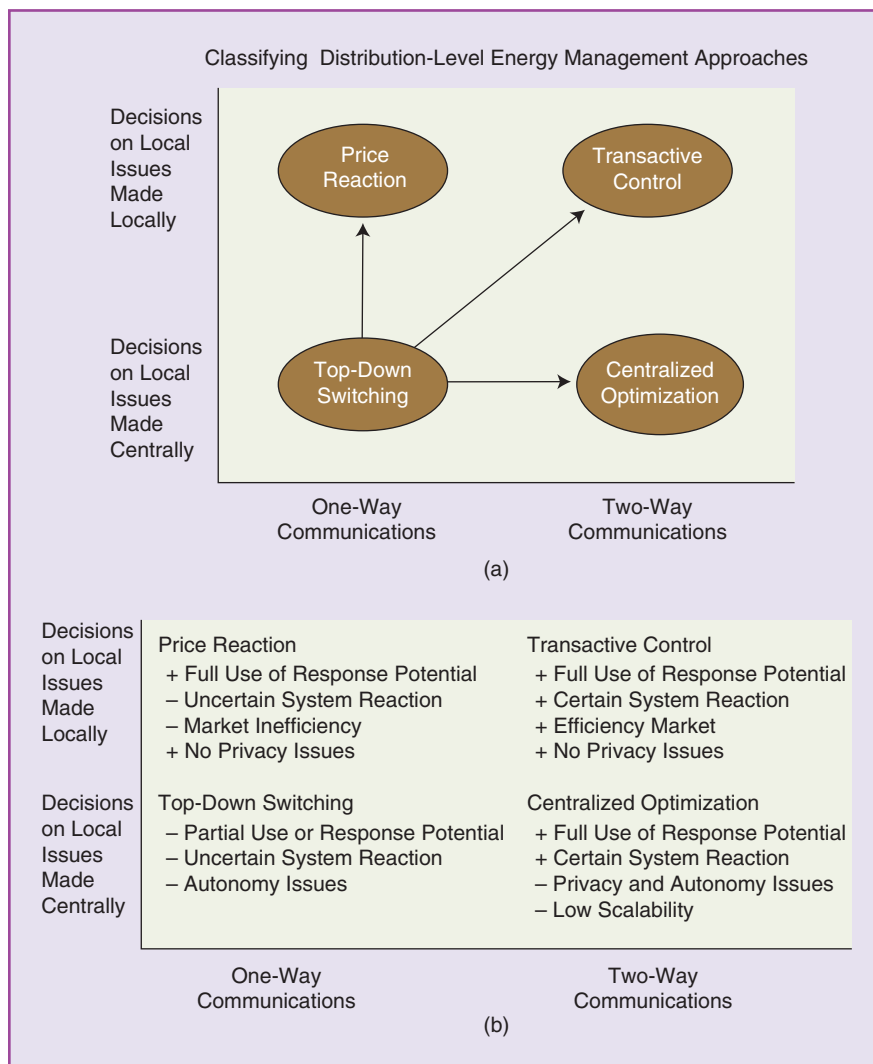 Classifying Distribution-Level Energy Management Approaches
Decisions
on Local
Issues
Made
Locally
Price
Reaction
Transactive
Control
Decisions
on Local
Issues
Made
Centrally
Top-Down
Switching
Centralized
Optimization
One-Way
Communications
Two-Way
Communications
(a)
Decisions
on Local
Issues
Made
Locally
Price Reaction
+ Full Use of Response Potential
– Uncertain System Reaction
– Market Inefficiency
+ No Privacy Issues
Transactive Control
+ Full Use of Response Potential
+ Certain System Reaction
+ Efficiency Market
+ No Privacy Issues
Decisions
on Local
Issues
Made
Centrally
Top-Down Switching
– Partial Use or Response Potential
– Uncertain System Reaction
– Autonomy Issues
Centralized Optimization
+ Full Use of Response Potential
+ Certain System Reaction
– Privacy and Autonomy Issues
– Low Scalability
One-Way
Communications
Two-Way
Communications
(b)